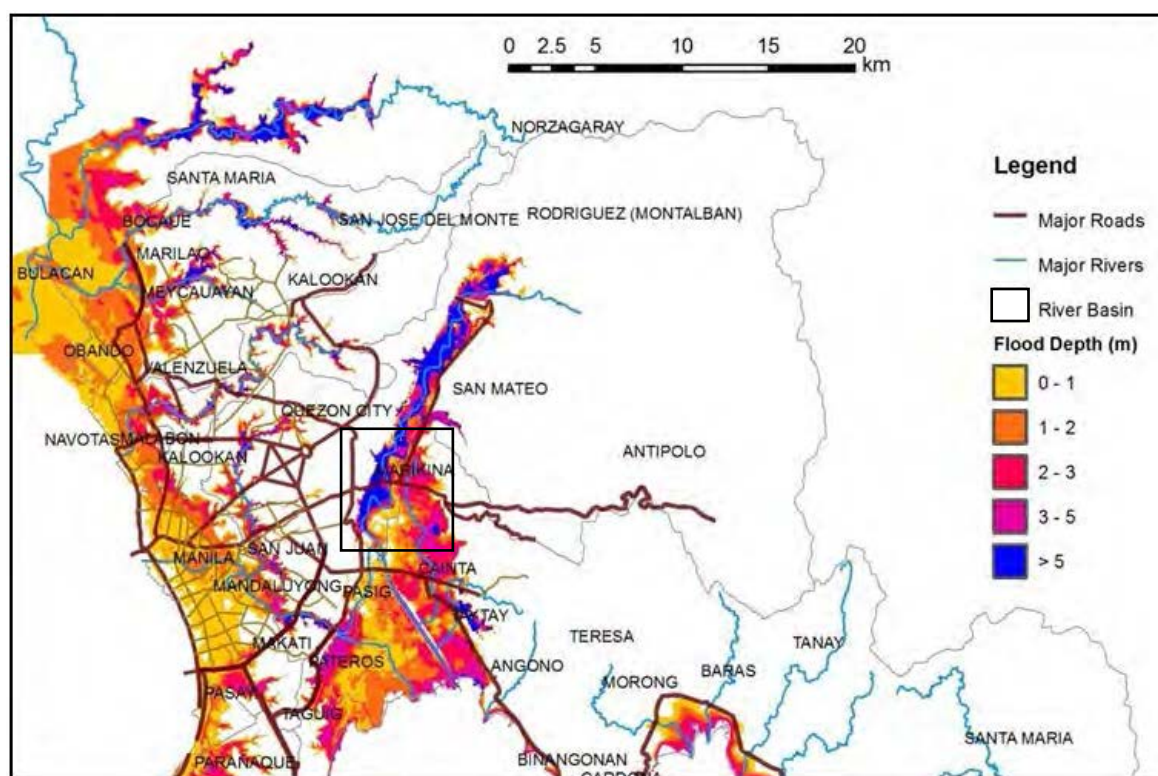 0 2.5 5 10 15 20
km
NORZAGARAY
SANTA MARIA
BOCAUE
SAN JOSE DEL MONTE
RODRIGUEZ (MONTALBAN)
MARILAO
BULACAN
MEYCAUAYAN
KALOOKAN
OBANDO
VALENZUELA
SAN MATEO
QUEZON CITY
NAVOTAS
MALABON
KALOOKAN
MARIKINA
ANTIPOLO
MANILA
SAN JUAN
CAINTA
MANDALUYONG
PASIG
TAYTAY
MAKATI
PATEROS
ANGONO
TERESA
TANAY
BARAS
MORONG
PASAY
TAGUIG
PARAÑAQUE
BINANGONAN
CARDONA
SANTA MARIA
Legend
Major Roads
Major Rivers
River Basin
Flood Depth (m)
0 - 1
1 - 2
2 - 3
3 - 5
> 5